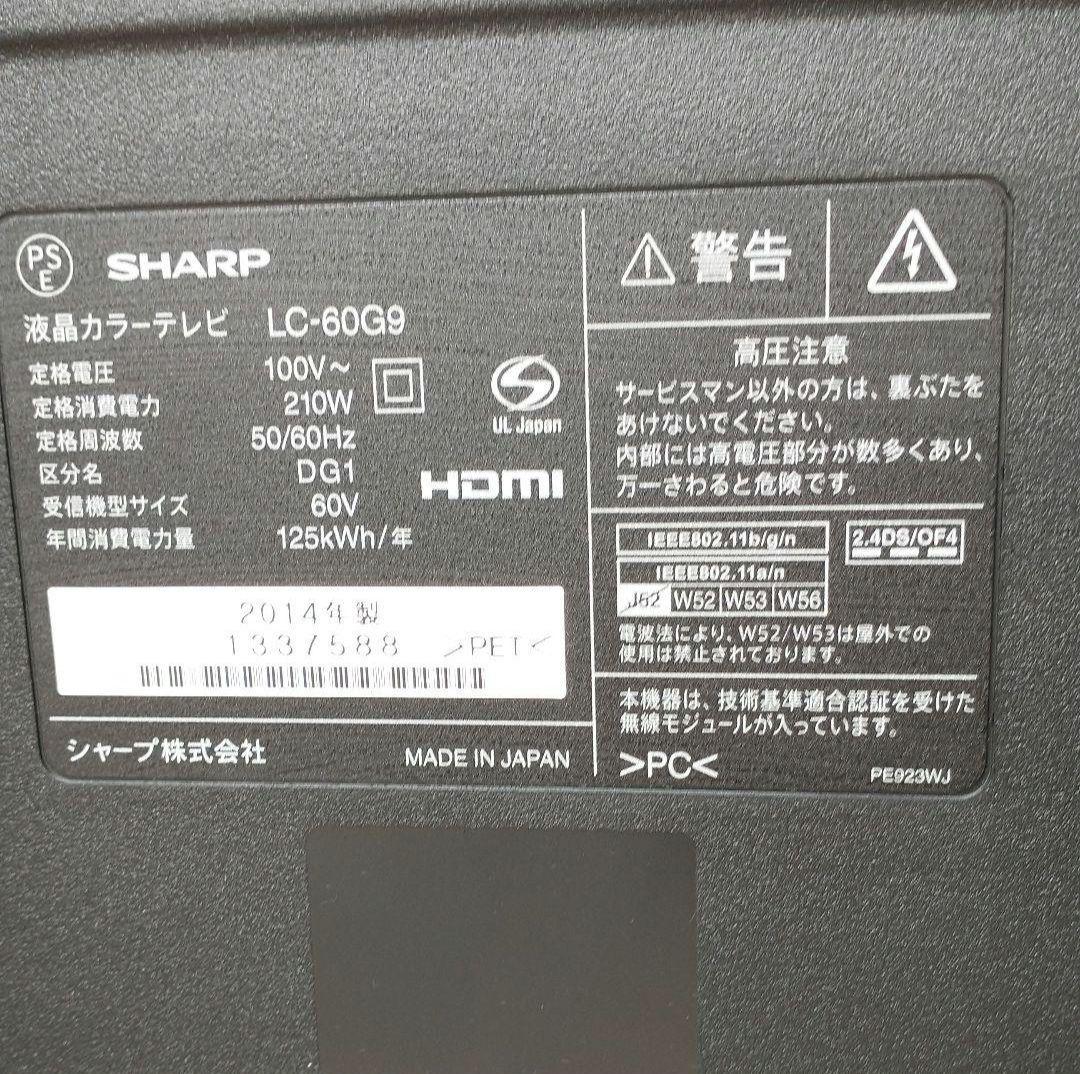 PS
E
SHARP
液晶カラーテレビ LC-60G9
定格電圧 100V～
定格消費電力 210W
定格周波数 50/60Hz
区分名 DG1
受信機型サイズ 60V
年間消費電力量 125kWh/年
UL Japan
HDMI
2014年製
1337588 >PET<
シャープ株式会社 MADE IN JAPAN
警告
高圧注意
サービスマン以外の方は、裏ぶたを
あけないでください。
内部には高電圧部分が数多くあり、
万一さわると危険です。
IEEE802.11b/g/n
2.4DS/OF4
IEEE802.11a/n
J52 W52 W53 W56
電波法により、W52/W53は屋外での
使用は禁止されております。
本機器は、技術基準適合認証を受けた
無線モジュールが入っています。
>PC<
PE923WJ